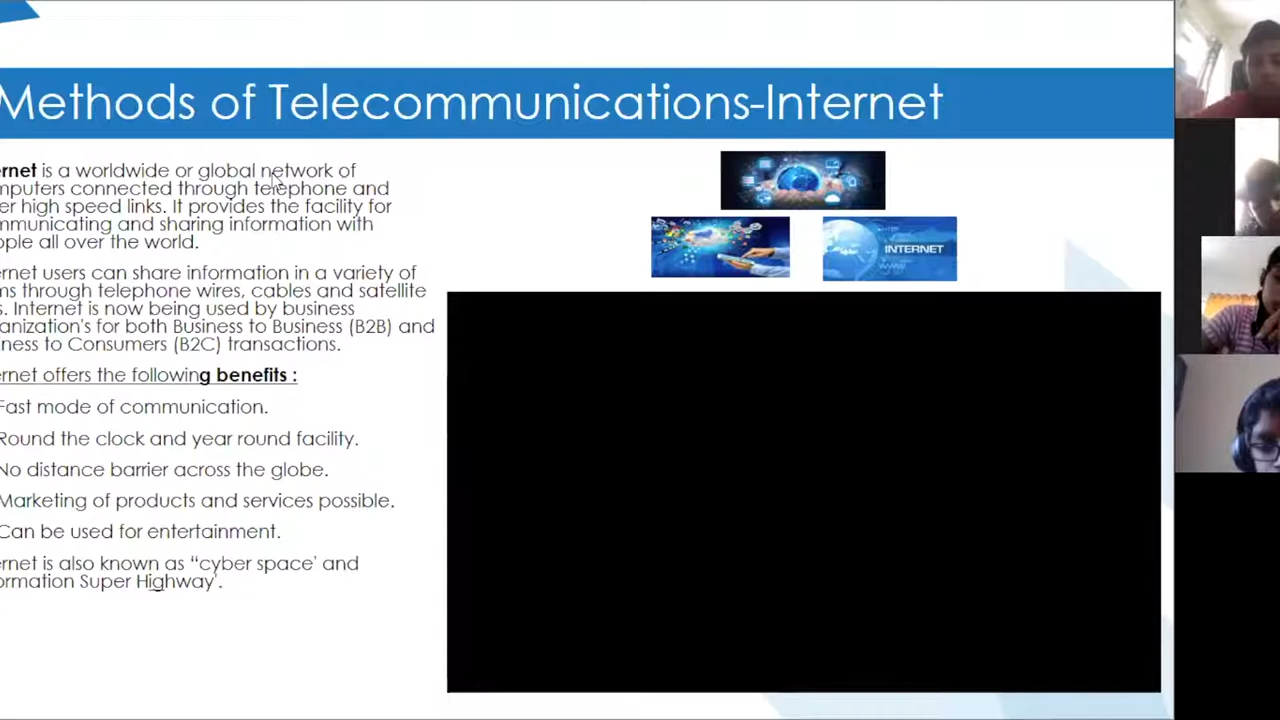 Methods of Telecommunications-Internet
ernet is a worldwide or global network of
mputers connected through telephone and
er high speed links. It provides the facility for
mmunicating and sharing information with
ople all over the world.
ernet users can share information in a variety of
ms through telephone wires, cables and satellite
s. Internet is now being used by business
anization's for both Business to Business (B2B) and
ness to Consumers (B2C) transactions.
ernet offers the following benefits :
Fast mode of communication.
Round the clock and year round facility.
No distance barrier across the globe.
Marketing of products and services possible.
Can be used for entertainment.
ernet is also known as “cyber space' and
ormation Super Highway'.
INTERNET